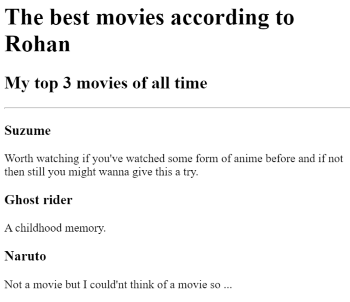 The best movies according to
Rohan
My top 3 movies of all time
Suzume
Worth watching if you've watched some form of anime before and if not
then still you might wanna give this a try.
Ghost rider
A childhood memory.
Naruto
Not a movie but I could'nt think of a movie so ...